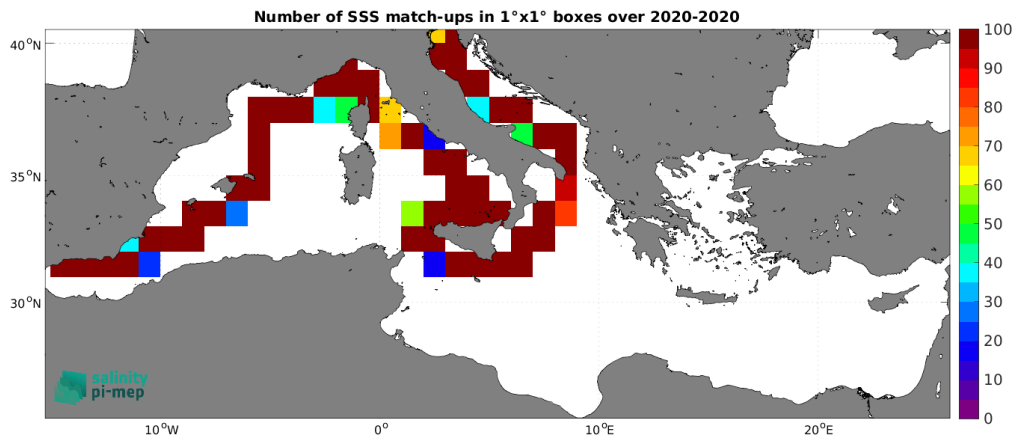 Number of SSS match-ups in 1°x1° boxes over 2020-2020
40°N
35°N
30°N
10°W
0°
10°E
20°E
100
90
80
70
60
50
40
30
20
10
0
salinity
pi-mep